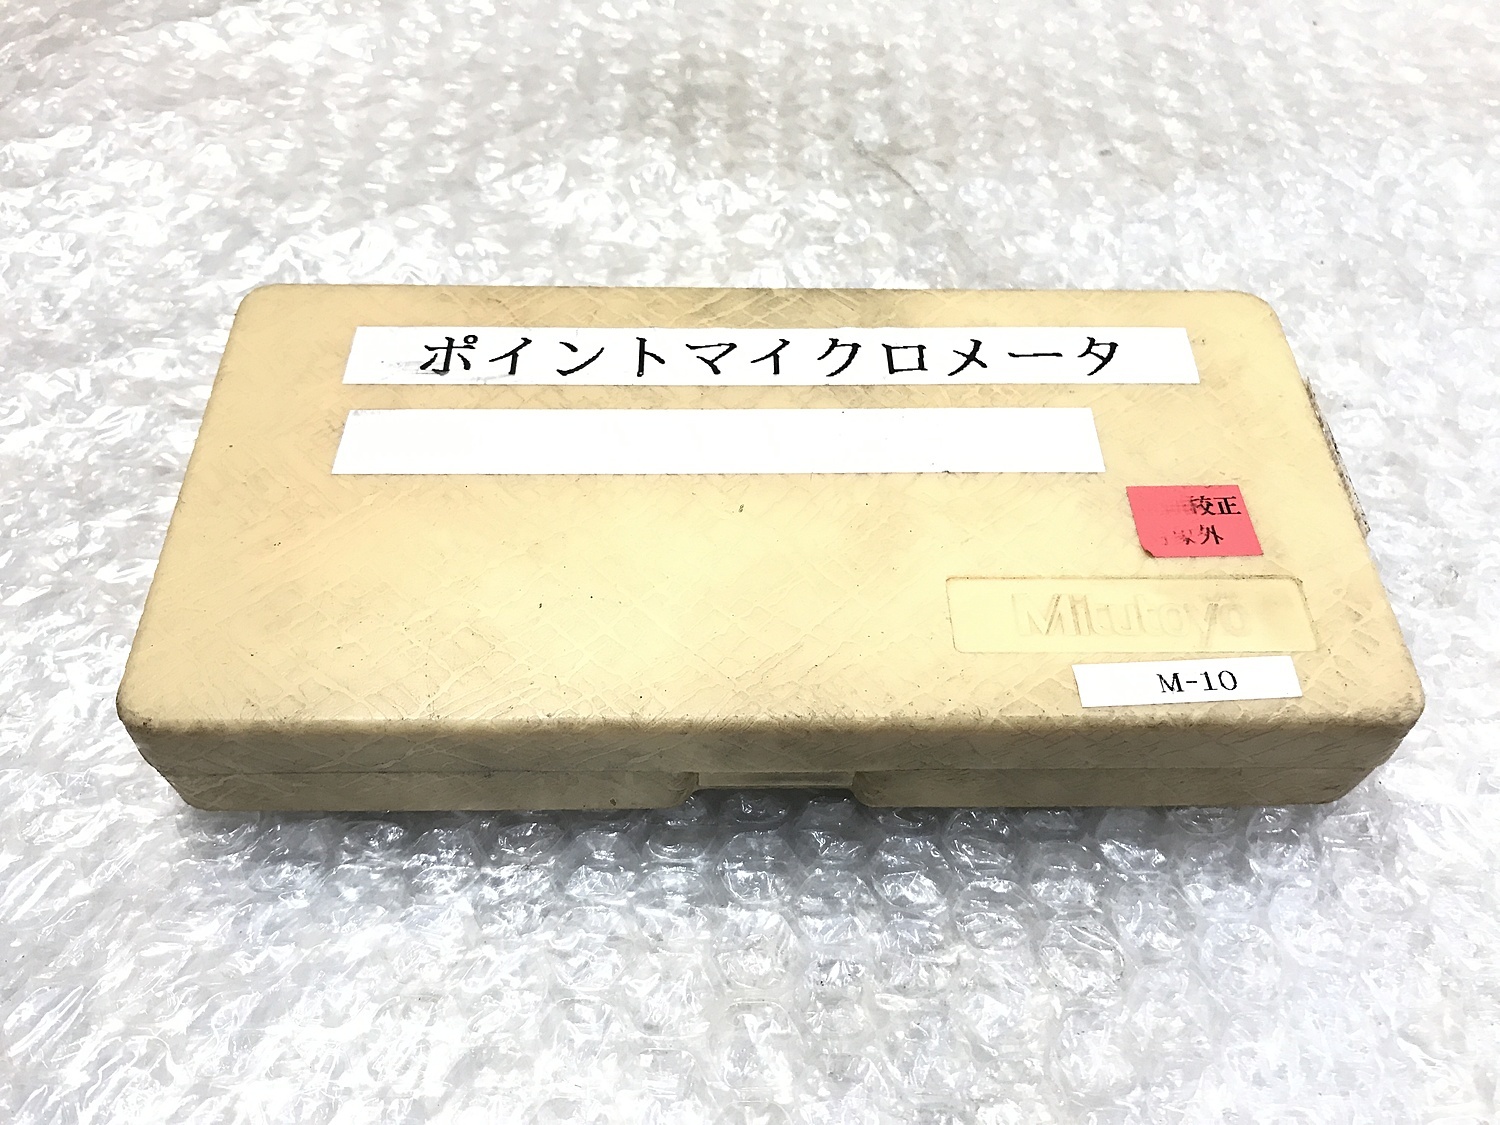 ポイントマイクロメータ
校正
外
Mitutoyo
M-10